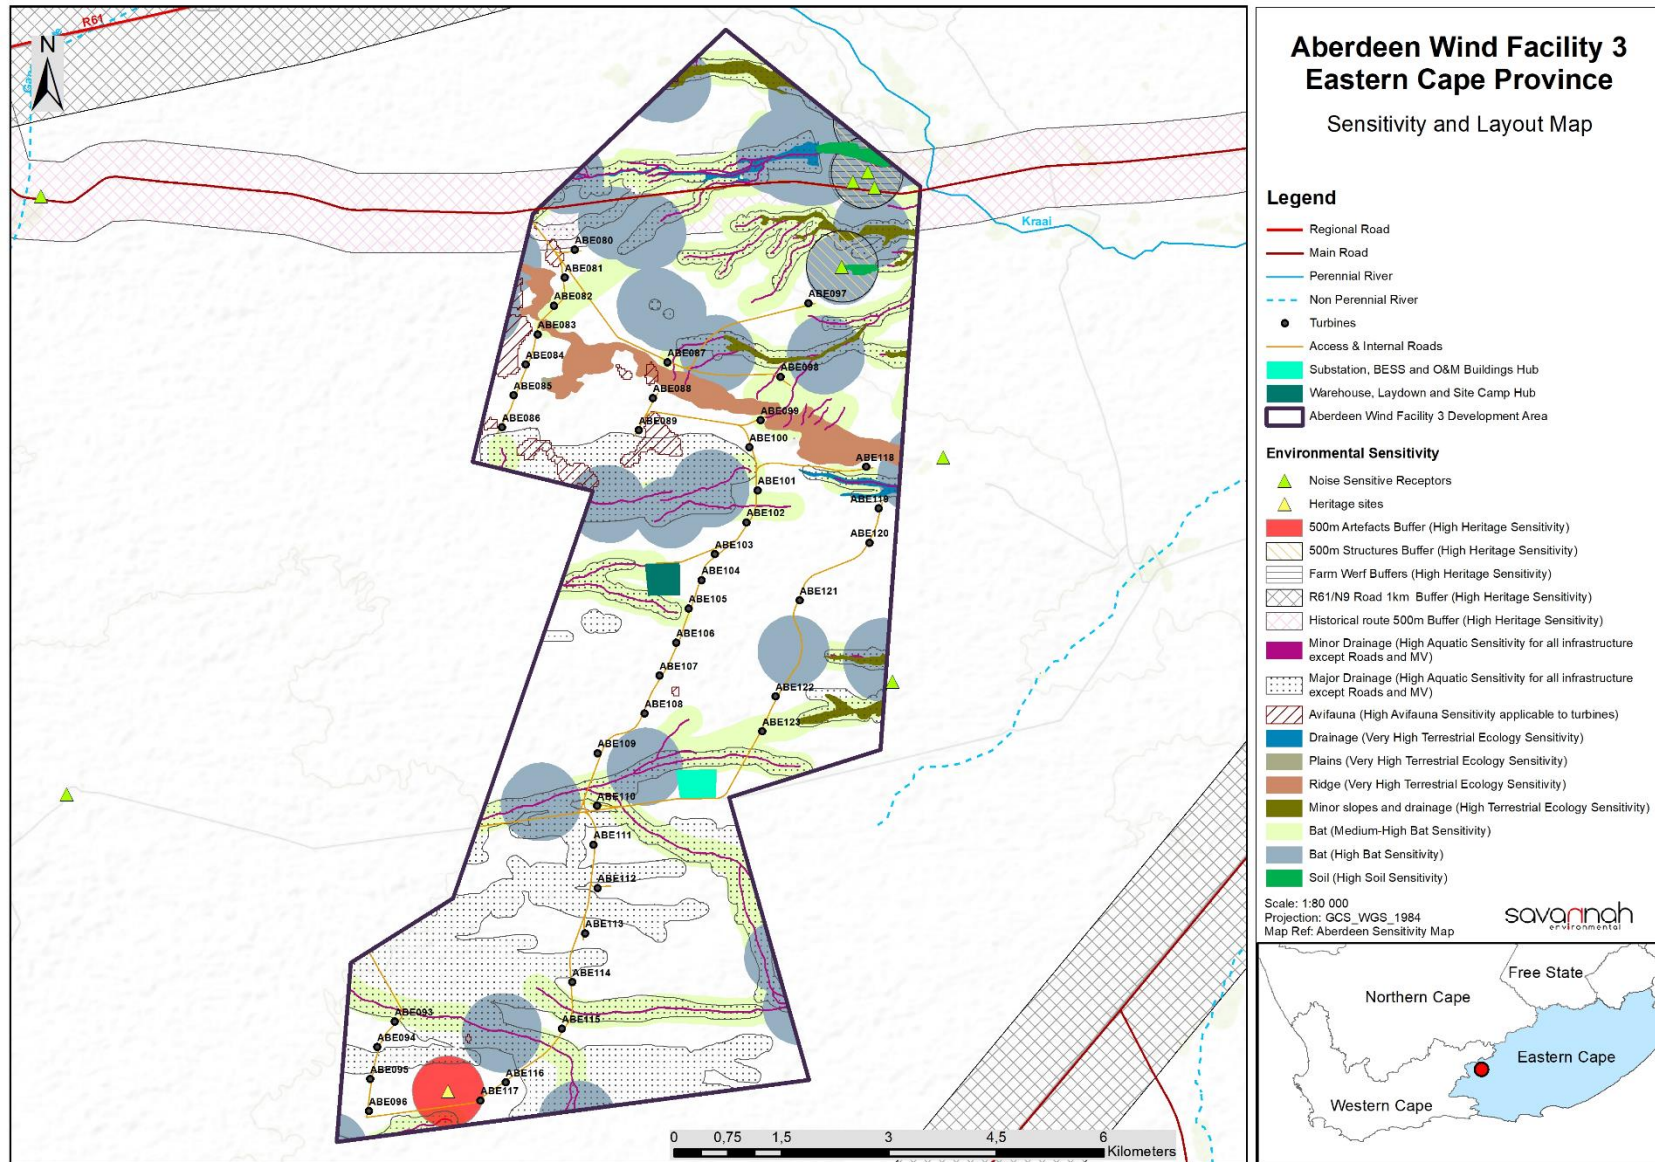 R61
N
Gan
Kraai
ABE080
ABE081
ABE082
ABE083
ABE084
ABE085
ABE086
ABE087
ABE088
ABE089
ABE097
ABE098
ABE099
ABE100
ABE118
ABE101
ABE119
ABE102
ABE120
ABE103
ABE104
ABE105
ABE121
ABE106
ABE107
ABE108
ABE122
ABE123
ABE109
ABE110
ABE111
ABE112
ABE113
ABE114
ABE093
ABE115
ABE094
ABE095
ABE116
ABE096
ABE117
0 0,75 1,5 3 4,5 6
Kilometers
Aberdeen Wind Facility 3
Eastern Cape Province
Sensitivity and Layout Map
Legend
Regional Road
Main Road
Perennial River
Non Perennial River
Turbines
Access & Internal Roads
Substation, BESS and O&M Buildings Hub
Warehouse, Laydown and Site Camp Hub
Aberdeen Wind Facility 3 Development Area
Environmental Sensitivity
Noise Sensitive Receptors
Heritage sites
500m Artefacts Buffer (High Heritage Sensitivity)
500m Structures Buffer (High Heritage Sensitivity)
Farm Werf Buffers (High Heritage Sensitivity)
R61/N9 Road 1km Buffer (High Heritage Sensitivity)
Historical route 500m Buffer (High Heritage Sensitivity)
Minor Drainage (High Aquatic Sensitivity for all infrastructure
except Roads and MV)
Major Drainage (High Aquatic Sensitivity for all infrastructure
except Roads and MV)
Avifauna (High Avifauna Sensitivity applicable to turbines)
Drainage (Very High Terrestrial Ecology Sensitivity)
Plains (Very High Terrestrial Ecology Sensitivity)
Ridge (Very High Terrestrial Ecology Sensitivity)
Minor slopes and drainage (High Terrestrial Ecology Sensitivity)
Bat (Medium-High Bat Sensitivity)
Bat (High Bat Sensitivity)
Soil (High Soil Sensitivity)
Scale: 1:80 000
Projection: GCS_WGS_1984
Map Ref: Aberdeen Sensitivity Map
savannah
environmental
Free State
Northern Cape
Eastern Cape
Western Cape